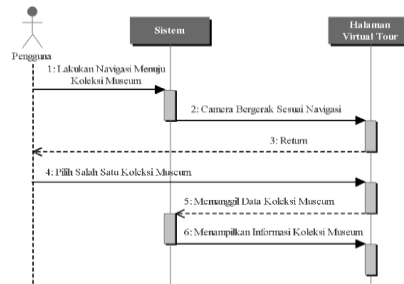 Sistem
Halaman
Virtual Tour
Pengguna
1: Lakukan Navigasi Menuju
Koleksi Museum
2: Camera Bergerak Sesuai Navigasi
3: Return
4: Pilih Salah Satu Koleksi Museum
5: Memanggil Data Koleksi Museum
6: Menampilkan Informasi Koleksi Museum